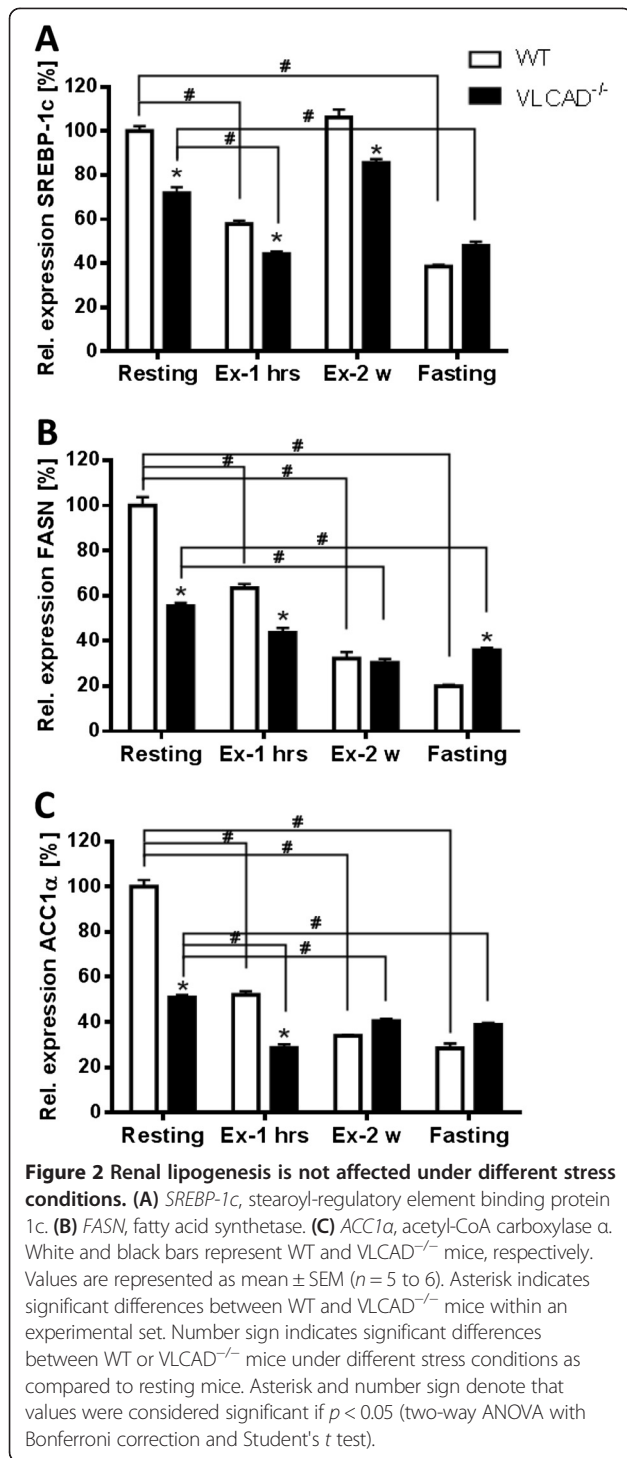 A
WT
VLCAD-/-
Rel. expression SREBP-1c [%]
120
100
80
60
40
20
0
#
#
#
#
*
*
*
Resting Ex-1 hrs Ex-2 w Fasting
B
Rel. expression FASN [%]
120
100
80
60
40
20
0
#
#
#
#
#
*
*
*
Resting Ex-1 hrs Ex-2 w Fasting
C
Rel. expression ACC1α [%]
120
100
80
60
40
20
0
#
#
#
#
#
#
*
*
Resting Ex-1 hrs Ex-2 w Fasting
Figure 2 Renal lipogenesis is not affected under different stress
conditions. (A) SREBP-1c, stearoyl-regulatory element binding protein
1c. (B) FASN, fatty acid synthetase. (C) ACC1α, acetyl-CoA carboxylase α.
White and black bars represent WT and VLCAD−/− mice, respectively.
Values are represented as mean ± SEM (n = 5 to 6). Asterisk indicates
significant differences between WT and VLCAD−/− mice within an
experimental set. Number sign indicates significant differences
between WT or VLCAD−/− mice under different stress conditions as
compared to resting mice. Asterisk and number sign denote that
values were considered significant if p < 0.05 (two-way ANOVA with
Bonferroni correction and Student's t test).